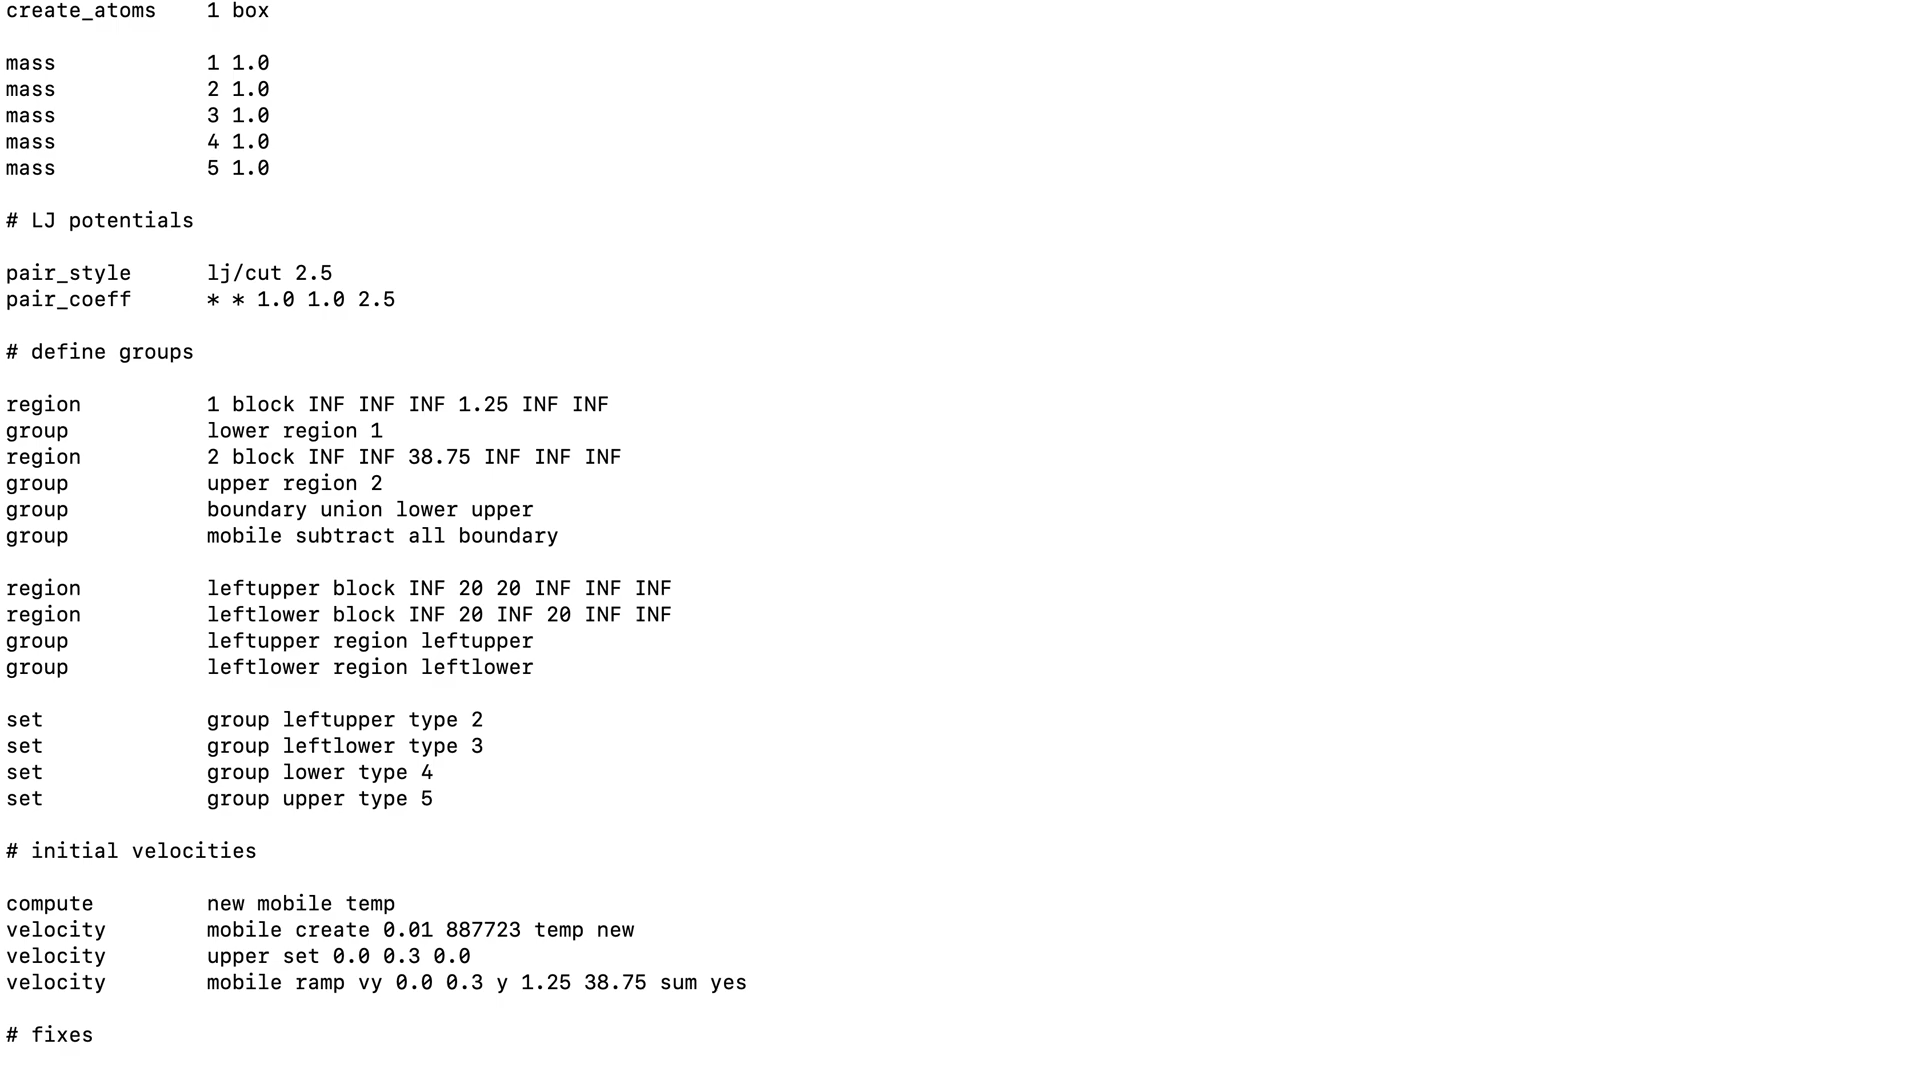 create_atoms    1 box
mass            1 1.0
mass            2 1.0
mass            3 1.0
mass            4 1.0
mass            5 1.0
# LJ potentials
pair_style      lj/cut 2.5
pair_coeff      * * 1.0 1.0 2.5
# define groups
region          1 block INF INF INF 1.25 INF INF
group           lower region 1
region          2 block INF INF 38.75 INF INF INF
group           upper region 2
group           boundary union lower upper
group           mobile subtract all boundary
region          leftupper block INF 20 20 INF INF INF
region          leftlower block INF 20 INF 20 INF INF
group           leftupper region leftupper
group           leftlower region leftlower
set             group leftupper type 2
set             group leftlower type 3
set             group lower type 4
set             group upper type 5
# initial velocities
compute         new mobile temp
velocity        mobile create 0.01 887723 temp new
velocity        upper set 0.0 0.3 0.0
velocity        mobile ramp vy 0.0 0.3 y 1.25 38.75 sum yes
# fixes